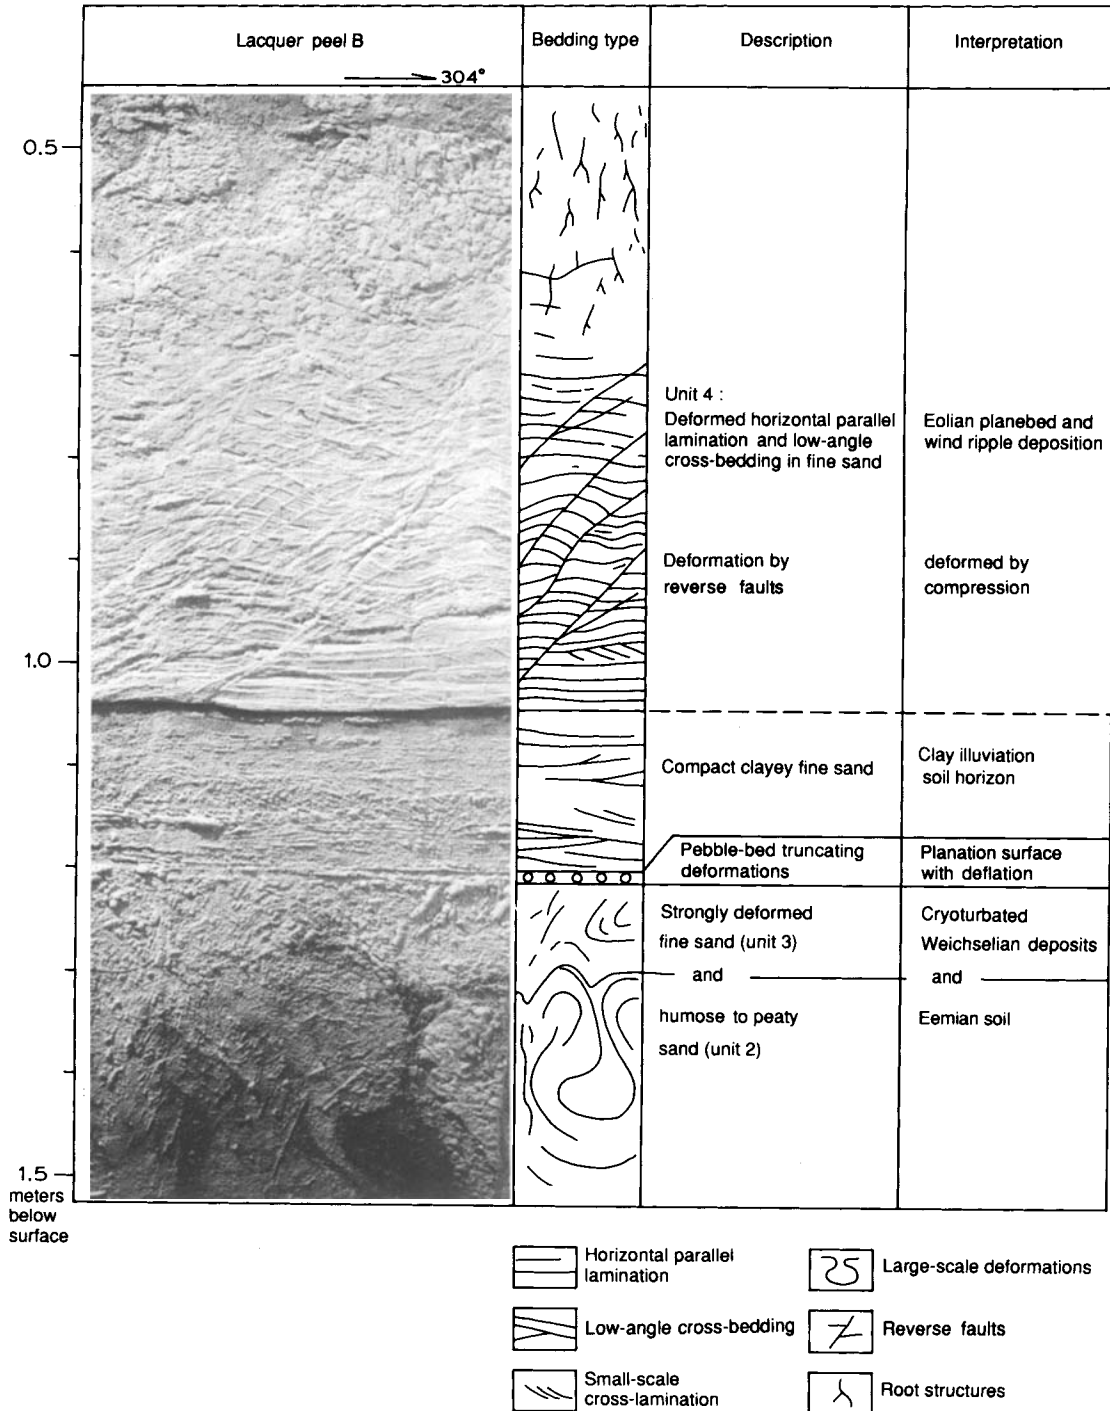 Lacquer peel B
304°
Bedding type
Description
Interpretation
0.5
1.0
1.5
meters
below
surface
Unit 4 :
Deformed horizontal parallel
lamination and low-angle
cross-bedding in fine sand
Eolian planebed and
wind ripple deposition
Deformation by
reverse faults
deformed by
compression
Compact clayey fine sand
Clay illuviation
soil horizon
Pebble-bed truncating
deformations
Planation surface
with deflation
Strongly deformed
fine sand (unit 3)
and
humose to peaty
sand (unit 2)
Cryoturbated
Weichselian deposits
and
Eemian soil
Horizontal parallel
lamination
Low-angle cross-bedding
Small-scale
cross-lamination
Large-scale deformations
Reverse faults
Root structures